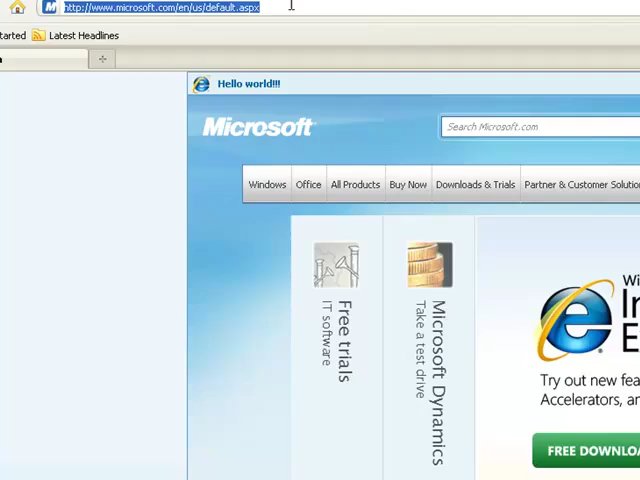 http://www.microsoft.com/en/us/default.aspx
tarted Latest Headlines
Hello world!!!
Microsoft
Search Microsoft.com
Windows Office All Products Buy Now Downloads & Trials Partner & Customer Solutio
Free trials
IT software
Microsoft Dynamics
Take a test drive
Wi
In
E
Try out new fea
Accelerators, an
FREE DOWNLOA